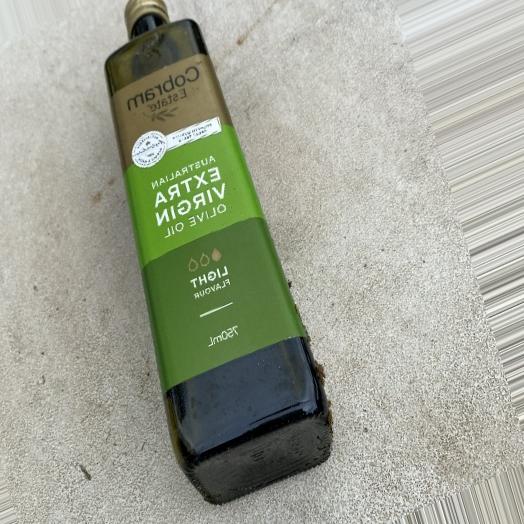 Cobram
Estate
AUSTRALIAN
EXTRA
VIRGIN
OLIVE OIL
LIGHT
FLAVOUR
750mL